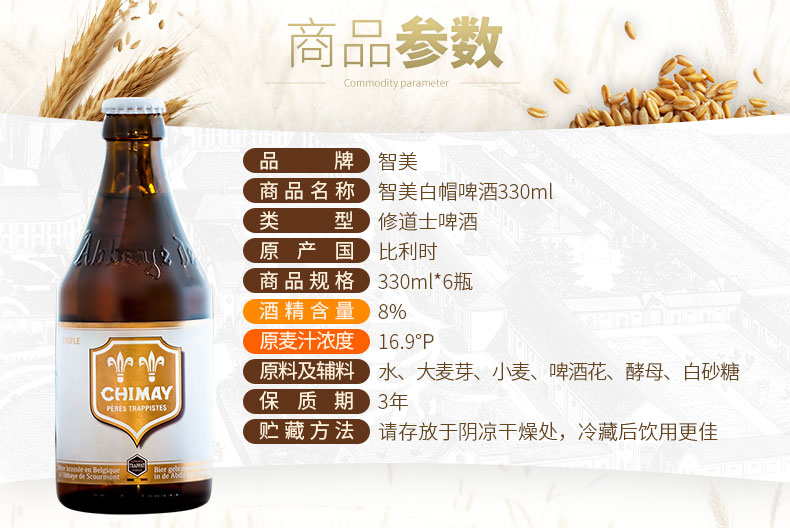 商品参数
Commodity parameter
品牌 智美
商品名称 智美白帽啤酒330ml
类型 修道士啤酒
原产国 比利时
商品规格 330ml*6瓶
酒精含量 8%
原麦汁浓度 16.9°P
原料及辅料 水、大麦芽、小麦、啤酒花、酵母、白砂糖
保质期 3年
贮藏方法 请存放于阴凉干燥处，冷藏后饮用更佳
TRIPLE
CHIMAY
PÈRES TRAPPISTES